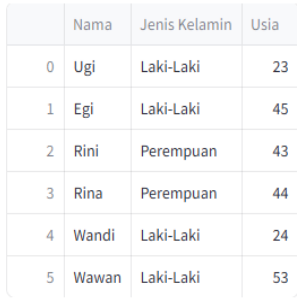 Nama Jenis Kelamin Usia
0 Ugi Laki-Laki 23
1 Egi Laki-Laki 45
2 Rini Perempuan 43
3 Rina Perempuan 44
4 Wandi Laki-Laki 24
5 Wawan Laki-Laki 53